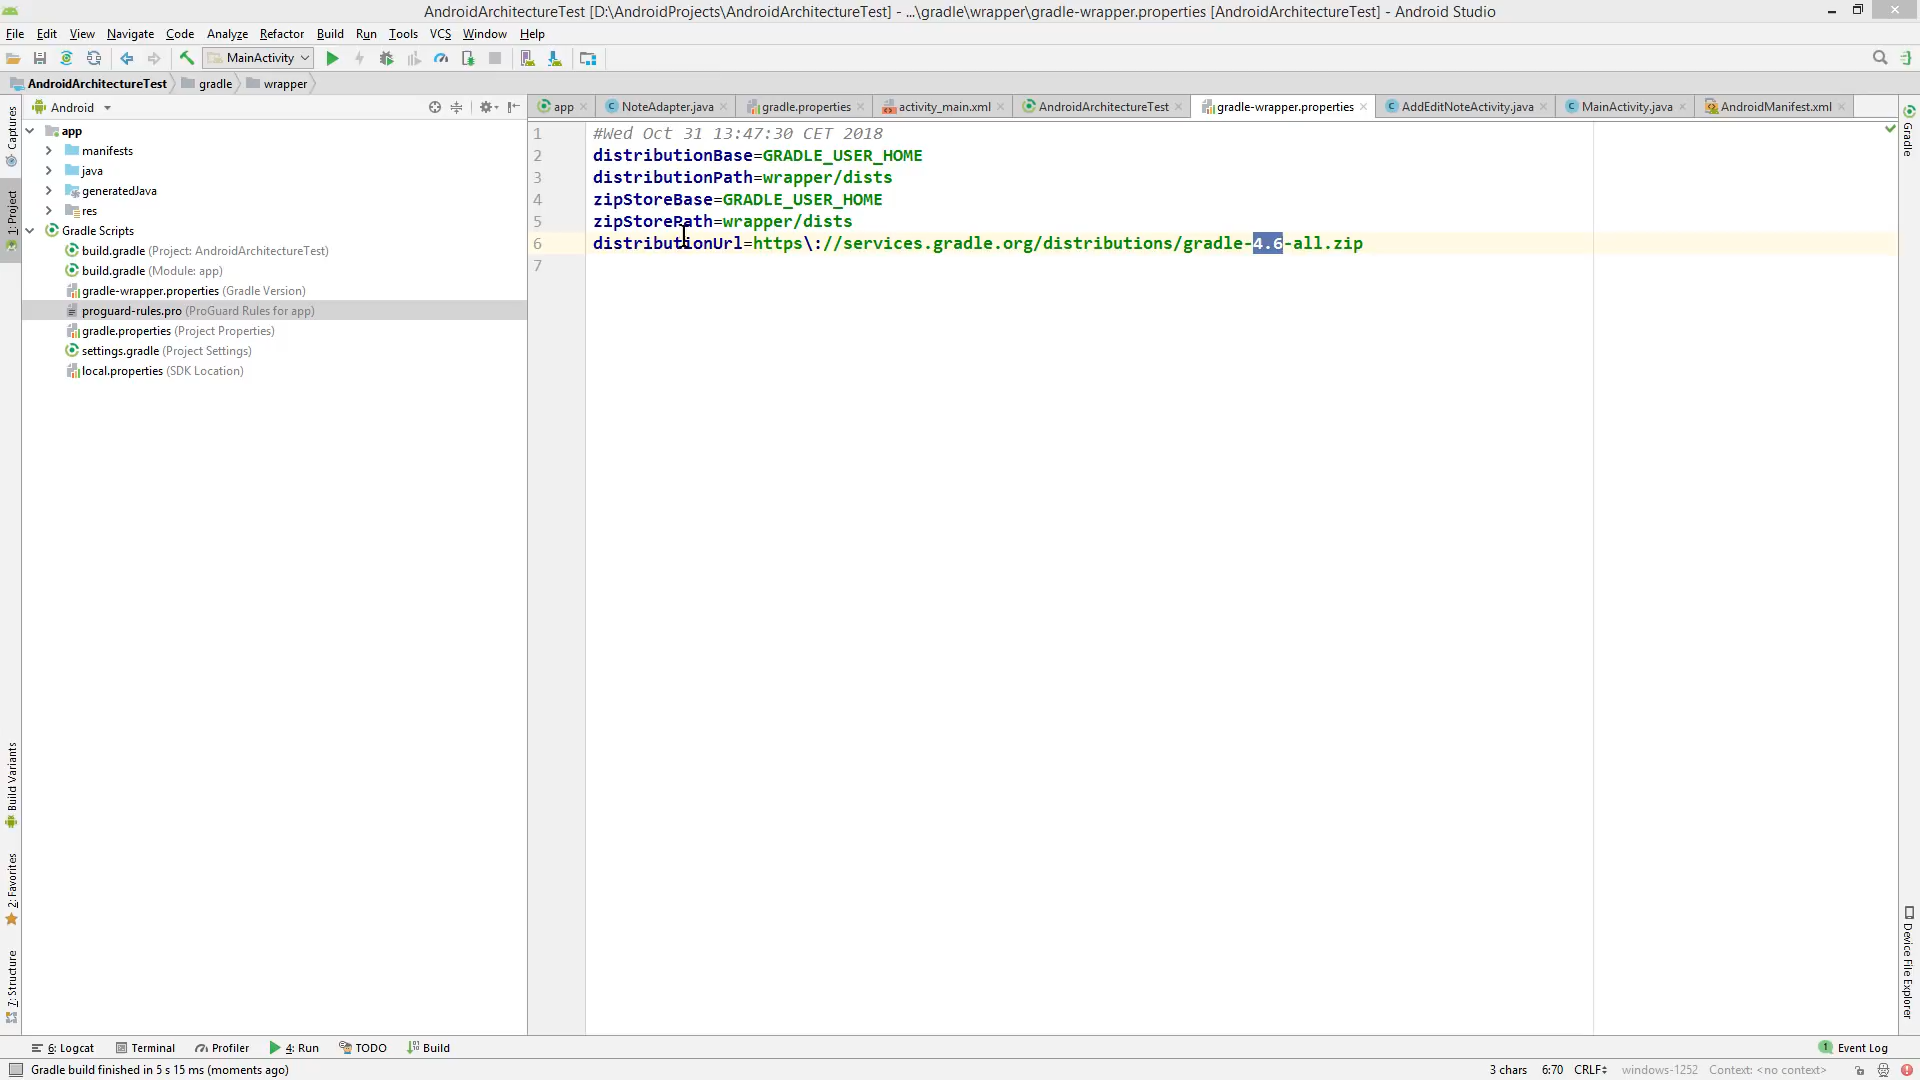 AndroidArchitectureTest [D:\AndroidProjects\AndroidArchitectureTest] - ...\gradle\wrapper\gradle-wrapper.properties [AndroidArchitectureTest] - Android Studio
File Edit View Navigate Code Analyze Refactor Build Run Tools VCS Window Help
MainActivity
AndroidArchitectureTest gradle wrapper
Android
app NoteAdapter.java gradle.properties activity_main.xml AndroidArchitectureTest gradle-wrapper.properties AddEditNoteActivity.java MainActivity.java AndroidManifest.xml
app
manifests
java
generatedJava
res
Gradle Scripts
build.gradle (Project: AndroidArchitectureTest)
build.gradle (Module: app)
gradle-wrapper.properties (Gradle Version)
proguard-rules.pro (ProGuard Rules for app)
gradle.properties (Project Properties)
settings.gradle (Project Settings)
local.properties (SDK Location)
1 #Wed Oct 31 13:47:30 CET 2018
2 distributionBase=GRADLE_USER_HOME
3 distributionPath=wrapper/dists
4 zipStoreBase=GRADLE_USER_HOME
5 zipStorePath=wrapper/dists
6 distributionUrl=https\://services.gradle.org/distributions/gradle-4.6-all.zip
7
Captures
1: Project
Build Variants
2: Favorites
7: Structure
Gradle
Device File Explorer
6: Logcat Terminal Profiler 4: Run TODO Build 1 Event Log
Gradle build finished in 5 s 15 ms (moments ago) 3 chars 6:70 CRLF windows-1252 Context: <no context>